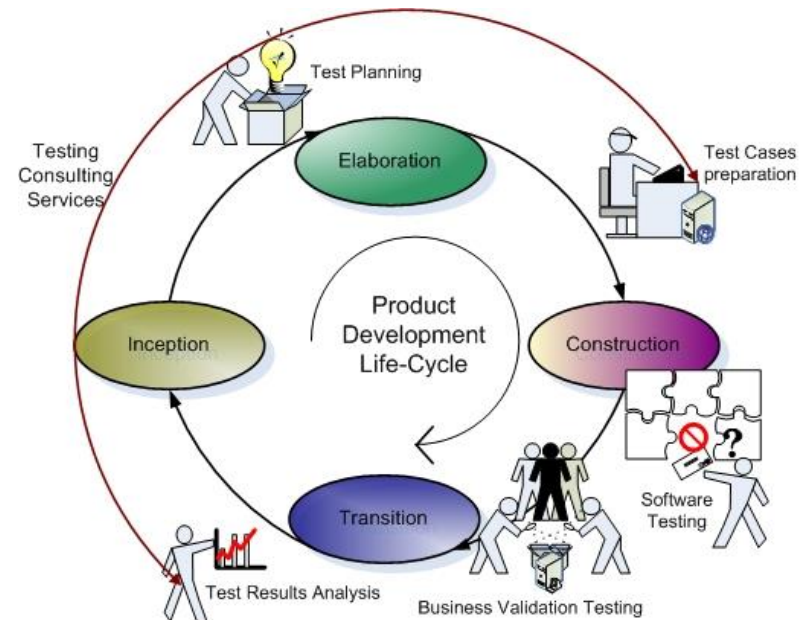 Test Planning
Elaboration
Testing
Consulting
Services
Test Cases
preparation
Product
Development
Life-Cycle
Inception
Construction
?
Software
Testing
Transition
Test Results Analysis
Business Validation Testing